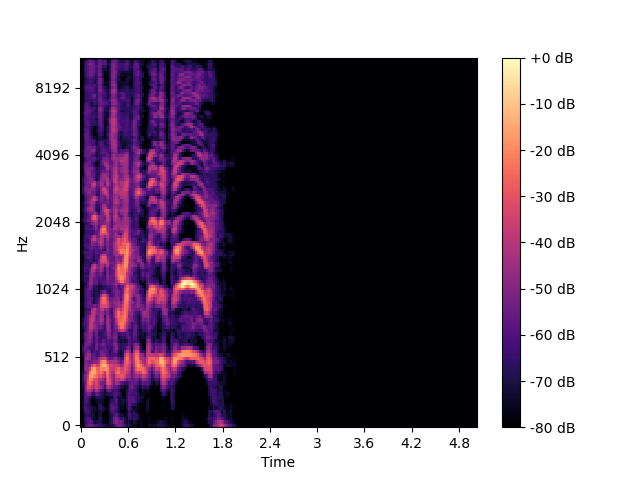 +0 dB
8192
-10 dB
4096
-20 dB
-30 dB
2048
Hz
-40 dB
1024
-50 dB
512
-60 dB
-70 dB
0
-80 dB
0 0.6 1.2 1.8 2.4 3 3.6 4.2 4.8
Time